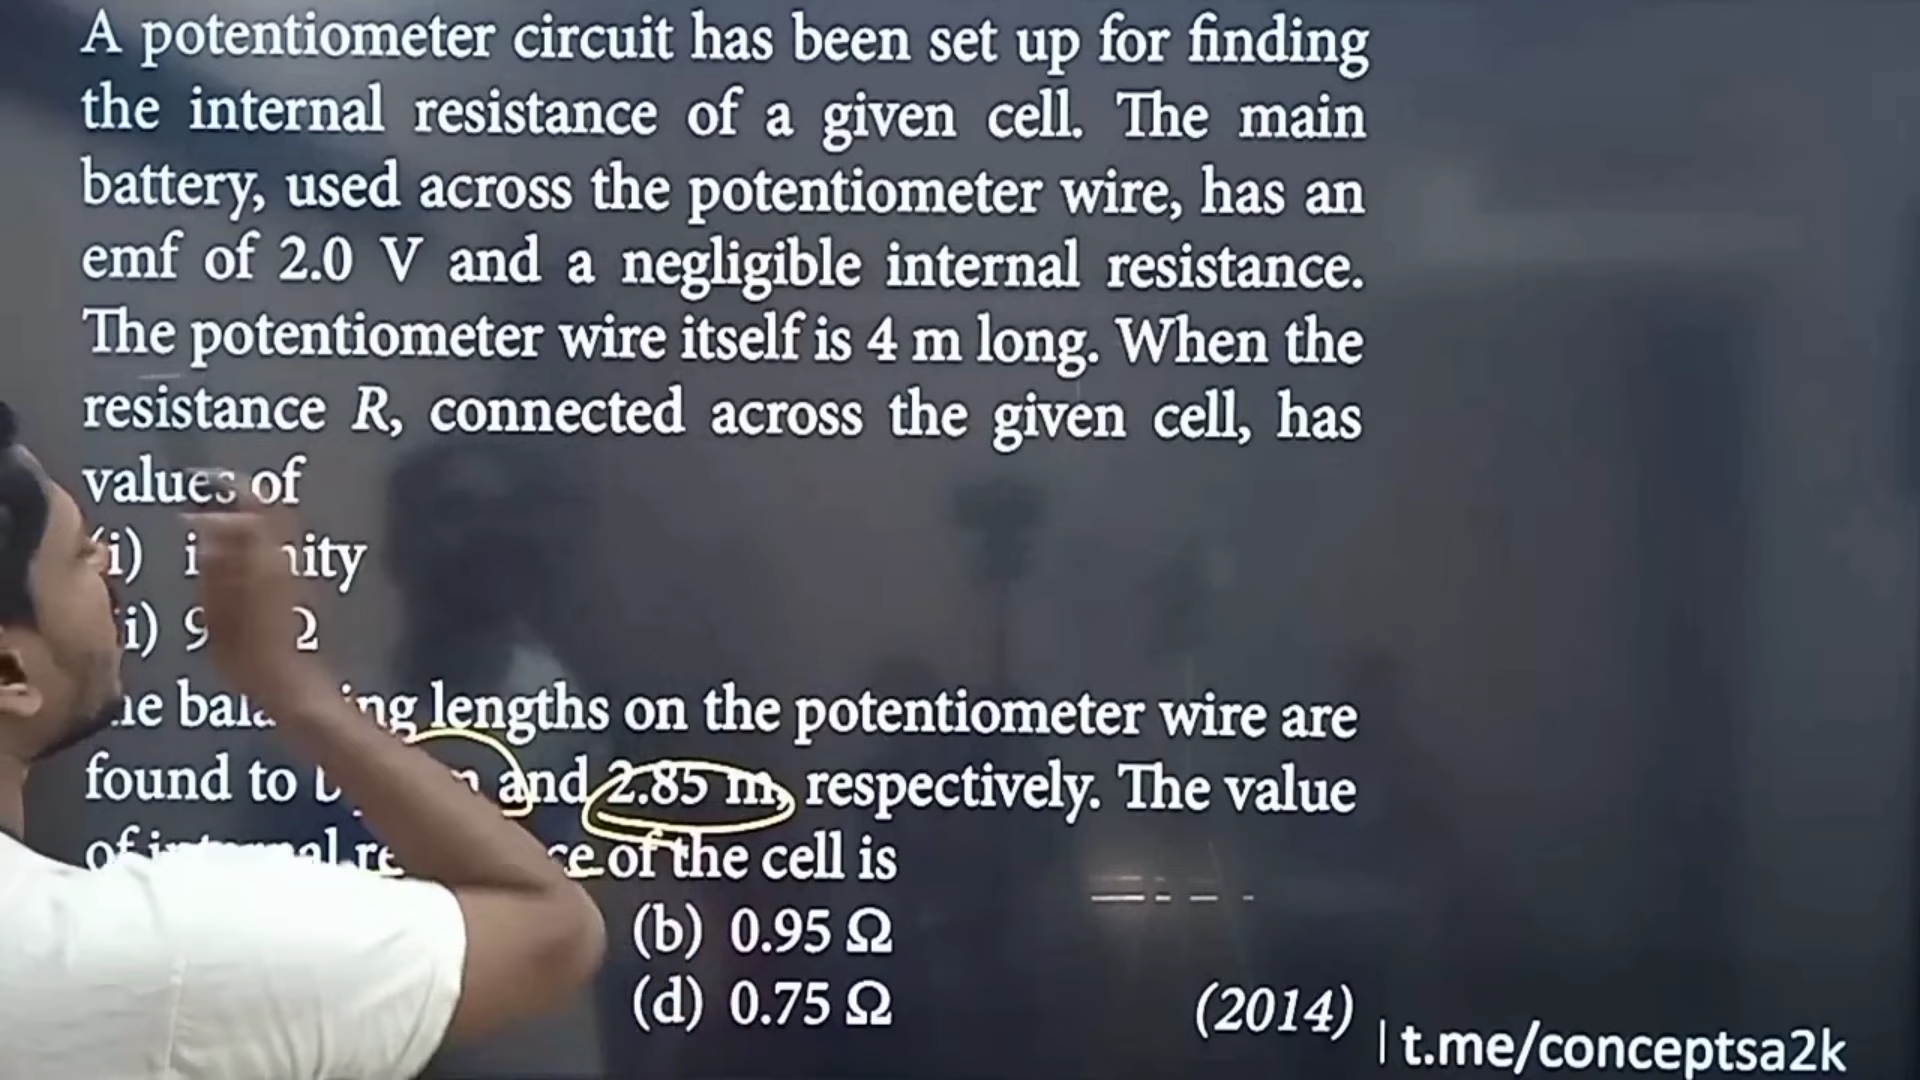 A potentiometer circuit has been set up for finding
the internal resistance of a given cell. The main
battery, used across the potentiometer wire, has an
emf of 2.0 V and a negligible internal resistance.
The potentiometer wire itself is 4 m long. When the
resistance R, connected across the given cell, has
values of
(i)
lengths on the potentiometer wire are
found to and 2.85 m, respectively. The value
of the cell is
(b) 0.95 Ω
(d) 0.75 Ω
(2014)
| t.me/conceptsa2k